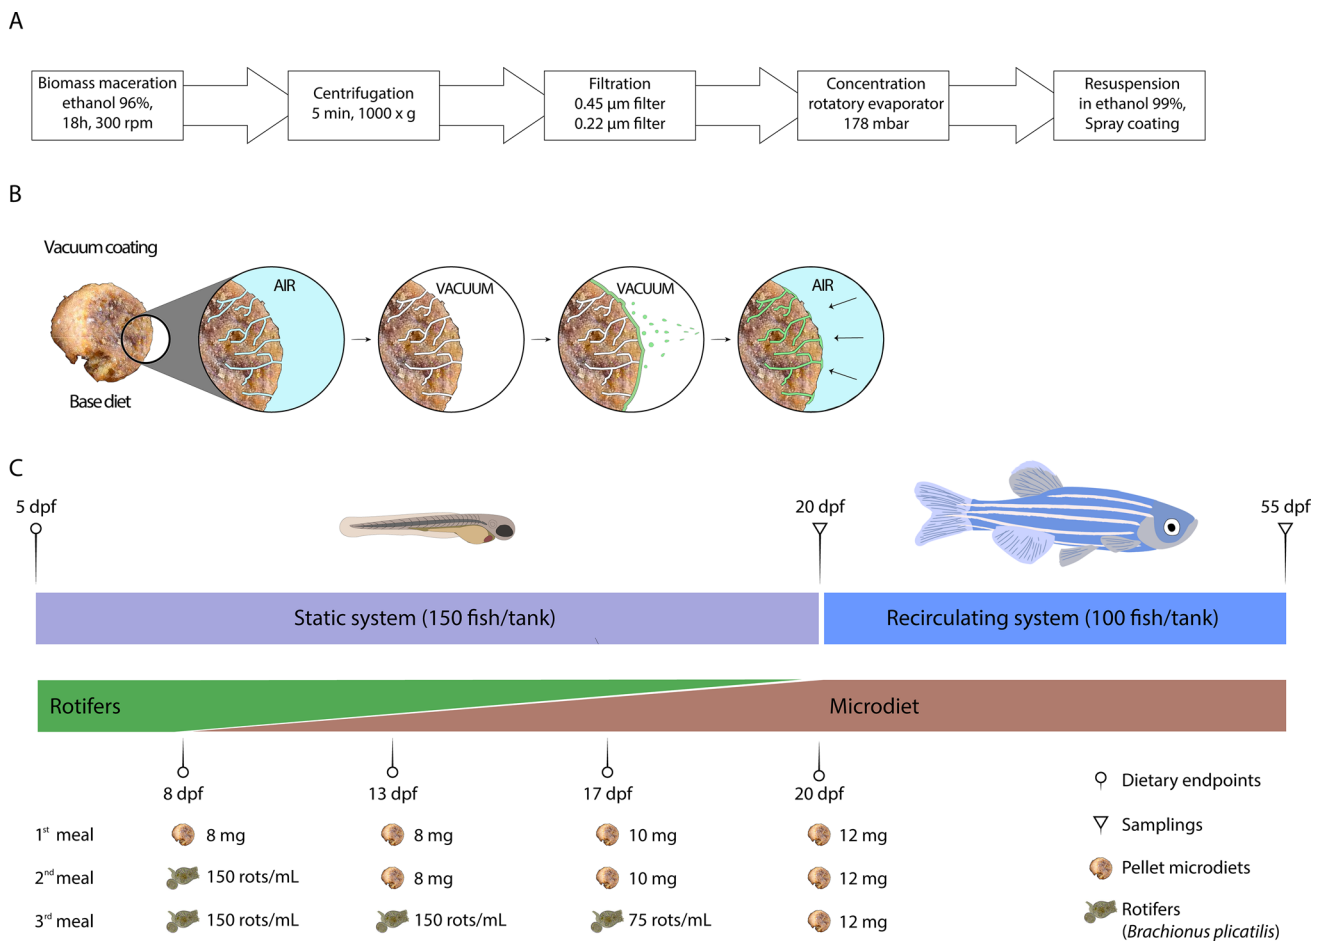 A
Biomass maceration
ethanol 96%,
18h, 300 rpm
Centrifugation
5 min, 1000 x g
Filtration
0.45 µm filter
0.22 µm filter
Concentration
rotatory evaporator
178 mbar
Resuspension
in ethanol 99%,
Spray coating
B
Vacuum coating
Base diet
AIR
VACUUM
VACUUM
AIR
C
5 dpf
20 dpf
55 dpf
Static system (150 fish/tank)
Recirculating system (100 fish/tank)
Rotifers
Microdiet
8 dpf
13 dpf
17 dpf
20 dpf
1st meal
8 mg
8 mg
10 mg
12 mg
2nd meal
150 rots/mL
8 mg
10 mg
12 mg
3rd meal
150 rots/mL
150 rots/mL
75 rots/mL
12 mg
Dietary endpoints
Samplings
Pellet microdiets
Rotifers
(Brachionus plicatilis)